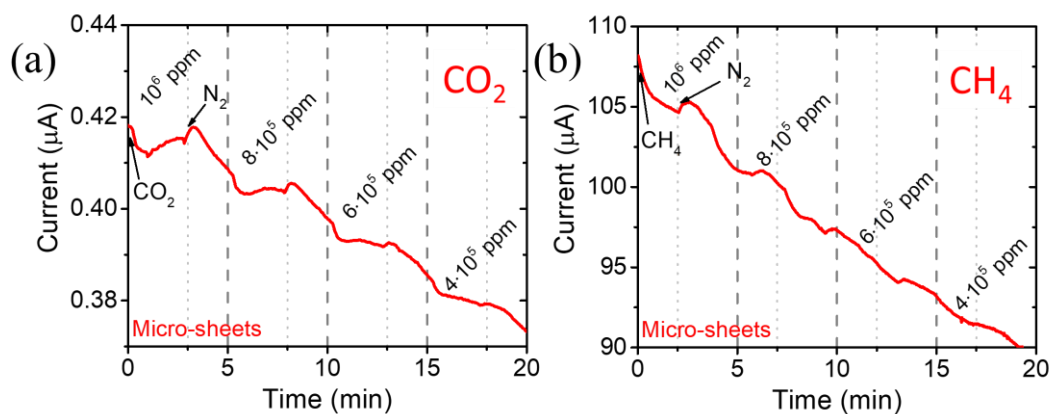 (a)
0.44
0.42
0.40
0.38
Current (μA)
10⁶ ppm
N₂
CO₂
CO₂
8·10⁵ ppm
6·10⁵ ppm
4·10⁵ ppm
Micro-sheets
0 5 10 15 20
Time (min)
(b)
110
105
100
95
90
Current (μA)
10⁶ ppm
N₂
CH₄
CH₄
8·10⁵ ppm
6·10⁵ ppm
4·10⁵ ppm
Micro-sheets
0 5 10 15 20
Time (min)